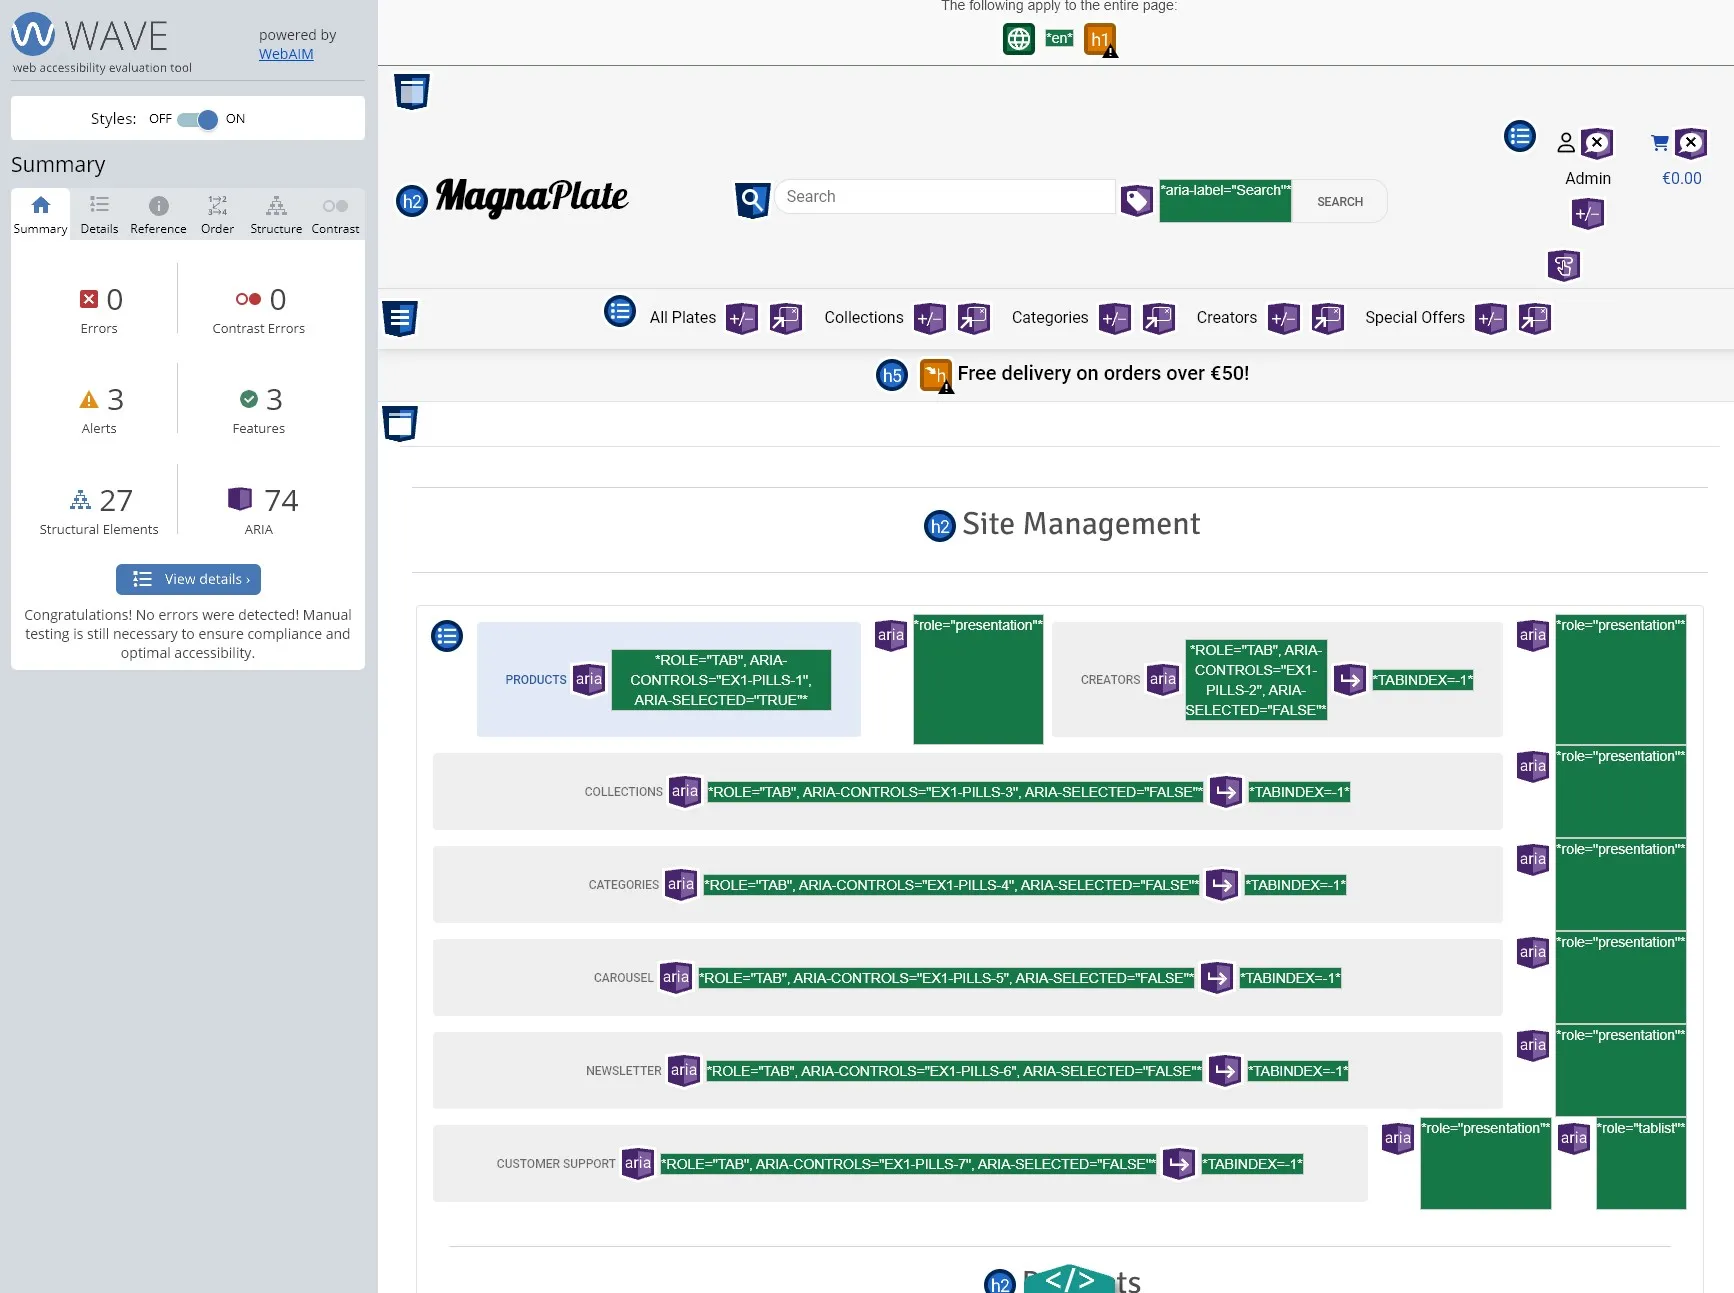 WAVE
powered by
WebAIM
web accessibility evaluation tool
Styles: OFF ON
Summary
Summary Details Reference Order Structure Contrast
0 Errors
0 Contrast Errors
3 Alerts
3 Features
27 Structural Elements
74 ARIA
View details ›
Congratulations! No errors were detected! Manual
testing is still necessary to ensure compliance and
optimal accessibility.
The following apply to the entire page:
*en* h1
h2 MagnaPlate
Search
*aria-label="Search"*
SEARCH
Admin
€0.00
+/−
All Plates +/− Collections +/− Categories +/− Creators +/− Special Offers +/−
h5 h Free delivery on orders over €50!
h2 Site Management
PRODUCTS aria *ROLE="TAB", ARIA-
CONTROLS="EX1-PILLS-1",
ARIA-SELECTED="TRUE"*
aria *role="presentation"*
CREATORS aria *ROLE="TAB", ARIA-
CONTROLS="EX1-
PILLS-2", ARIA-
SELECTED="FALSE"*
*TABINDEX=-1*
aria *role="presentation"*
COLLECTIONS aria *ROLE="TAB", ARIA-CONTROLS="EX1-PILLS-3", ARIA-SELECTED="FALSE"* *TABINDEX=-1*
aria *role="presentation"*
CATEGORIES aria *ROLE="TAB", ARIA-CONTROLS="EX1-PILLS-4", ARIA-SELECTED="FALSE"* *TABINDEX=-1*
aria *role="presentation"*
CAROUSEL aria *ROLE="TAB", ARIA-CONTROLS="EX1-PILLS-5", ARIA-SELECTED="FALSE"* *TABINDEX=-1*
aria *role="presentation"*
NEWSLETTER aria *ROLE="TAB", ARIA-CONTROLS="EX1-PILLS-6", ARIA-SELECTED="FALSE"* *TABINDEX=-1*
aria *role="presentation"*
CUSTOMER SUPPORT aria *ROLE="TAB", ARIA-CONTROLS="EX1-PILLS-7", ARIA-SELECTED="FALSE"* *TABINDEX=-1*
aria *role="presentation"* aria *role="tablist"*
h2 </>